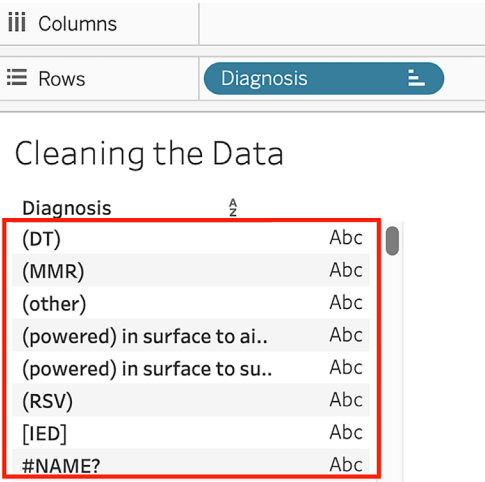 Columns
Rows Diagnosis
Cleaning the Data
Diagnosis AZ
(DT) Abc
(MMR) Abc
(other) Abc
(powered) in surface to ai.. Abc
(powered) in surface to su.. Abc
(RSV) Abc
[IED] Abc
#NAME? Abc